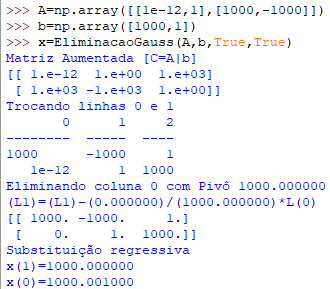 >>> A=np.array([[1e-12,1],[1000,-1000]])
>>> b=np.array([1000,1])
>>> x=EliminacaoGauss(A,b,True,True)
Matriz Aumentada [C=A|b]
[[ 1.e-12  1.e+00  1.e+03]
 [ 1.e+03 -1.e+03  1.e+00]]
Trocando linhas 0 e 1
       0      1     2
--------  -----  ----
1000      -1000     1
   1e-12      1  1000
Eliminando coluna 0 com Pivô 1000.000000
(L1)=(L1)-(0.000000)/(1000.000000)*L(0)
[[ 1000. -1000.     1.]
 [    0.     1.  1000.]]
Substituição regressiva
x(1)=1000.000000
x(0)=1000.001000